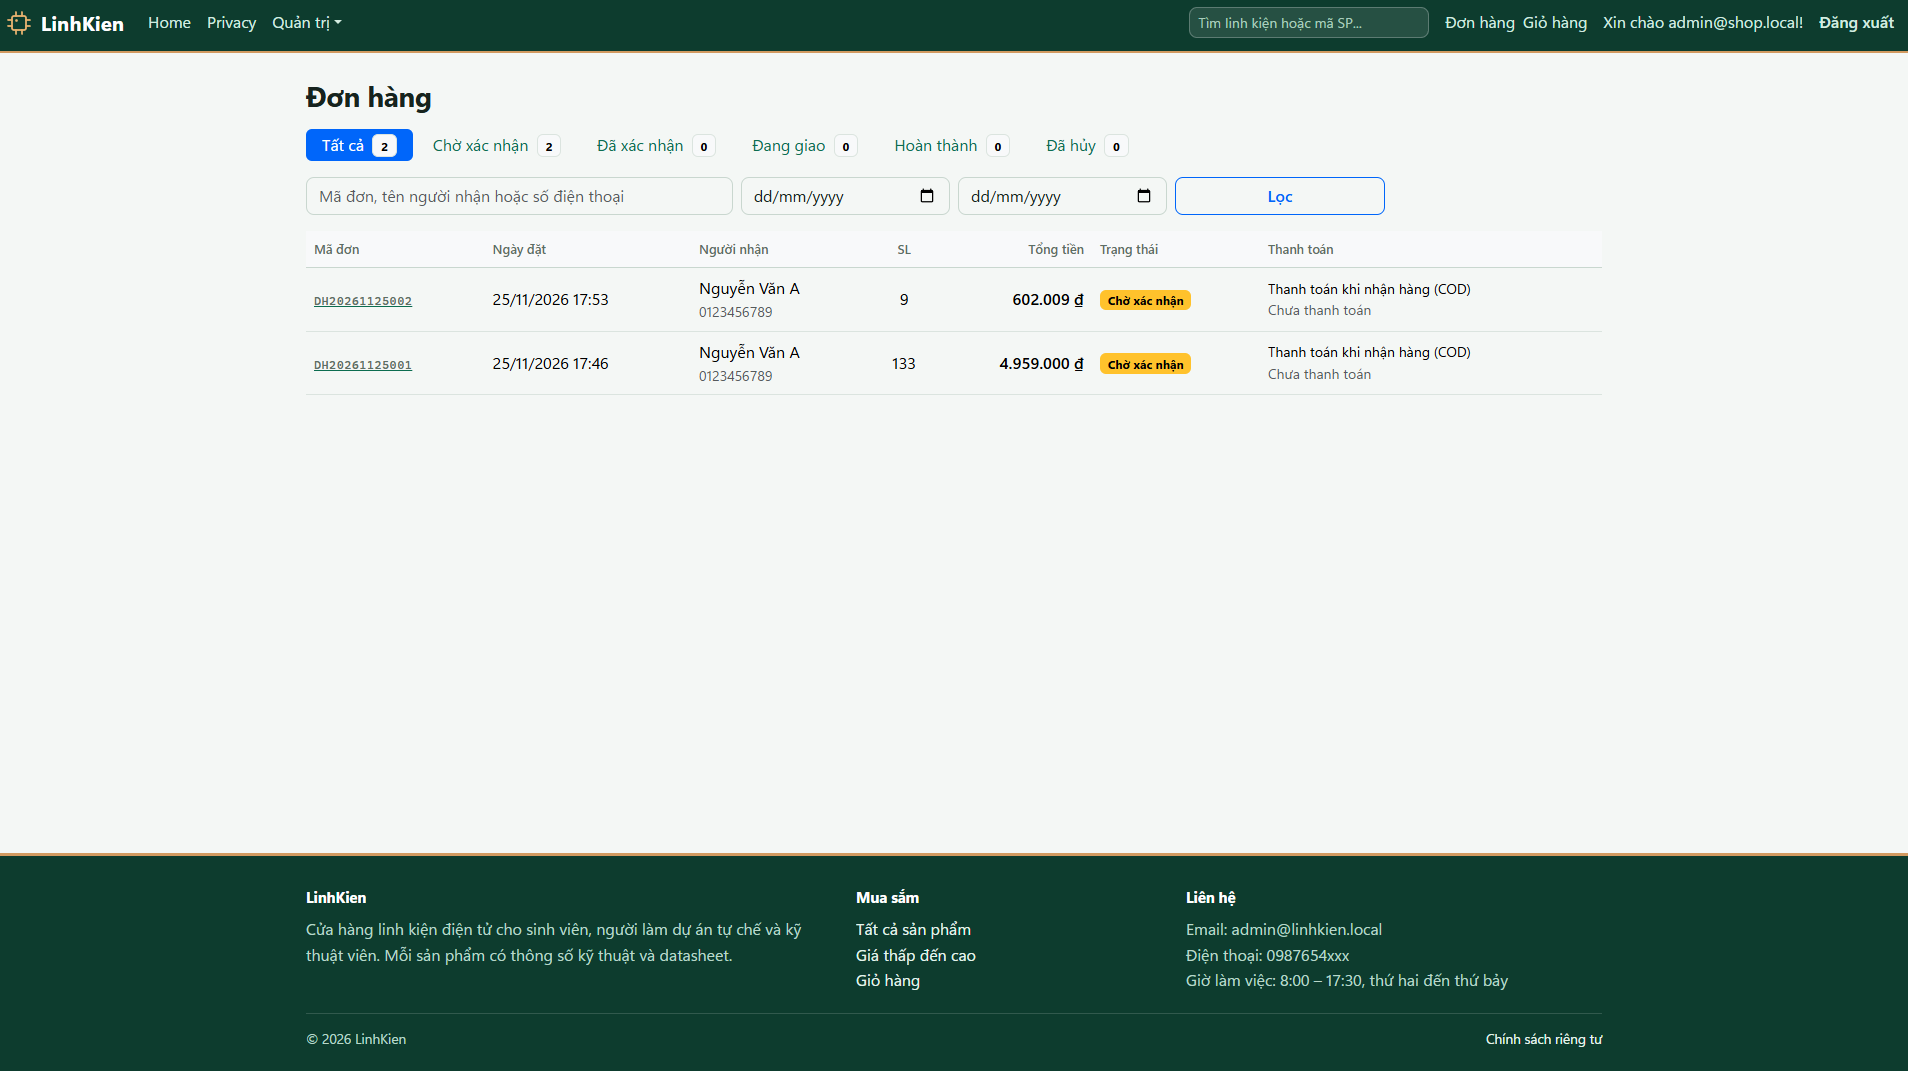 LinhKien Home Privacy Quản trị Tìm linh kiện hoặc mã SP... Đơn hàng Giỏ hàng Xin chào admin@shop.local! Đăng xuất
Đơn hàng
Tất cả 2 Chờ xác nhận 2 Đã xác nhận 0 Đang giao 0 Hoàn thành 0 Đã hủy 0
Mã đơn, tên người nhận hoặc số điện thoại dd/mm/yyyy dd/mm/yyyy Lọc
Mã đơn Ngày đặt Người nhận SL Tổng tiền Trạng thái Thanh toán
DH20261125002 25/11/2026 17:53 Nguyễn Văn A 9 602.009 ₫ Chờ xác nhận Thanh toán khi nhận hàng (COD)
0123456789 Chưa thanh toán
DH20261125001 25/11/2026 17:46 Nguyễn Văn A 133 4.959.000 ₫ Chờ xác nhận Thanh toán khi nhận hàng (COD)
0123456789 Chưa thanh toán
LinhKien
Cửa hàng linh kiện điện tử cho sinh viên, người làm dự án tự chế và kỹ
thuật viên. Mỗi sản phẩm có thông số kỹ thuật và datasheet.
Mua sắm
Tất cả sản phẩm
Giá thấp đến cao
Giỏ hàng
Liên hệ
Email: admin@linhkien.local
Điện thoại: 0987654xxx
Giờ làm việc: 8:00 – 17:30, thứ hai đến thứ bảy
© 2026 LinhKien
Chính sách riêng tư